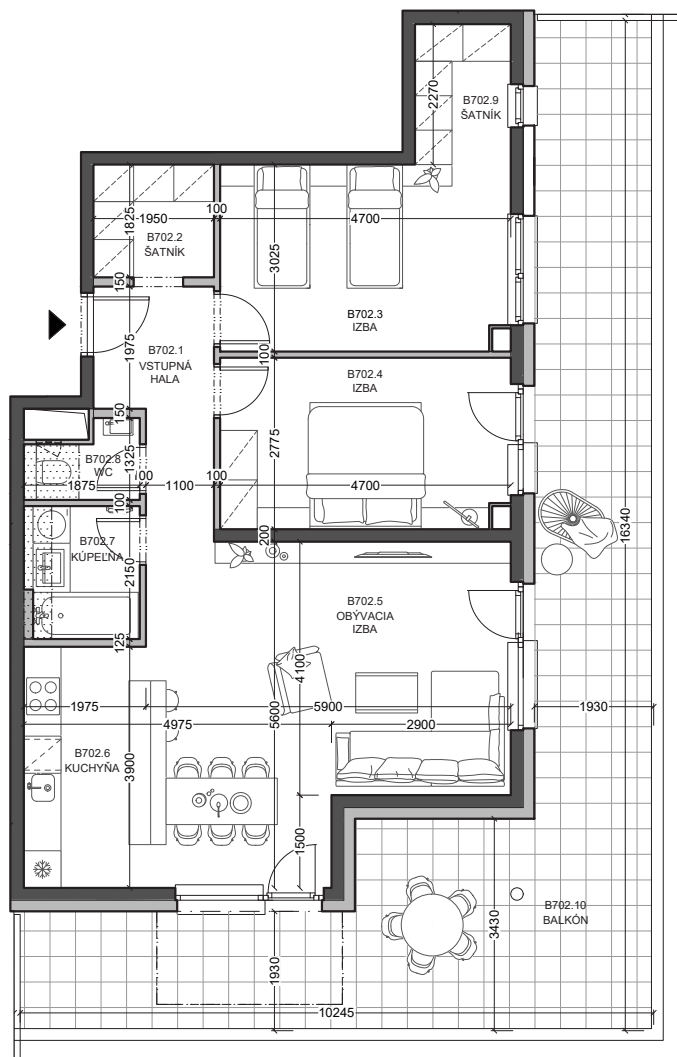 B702.9
ŠATNÍK
2270
100
1950
4700
1825
B702.2
ŠATNÍK
3025
150
B702.3
IZBA
B702.1
VSTUPNÁ
HALA
1975
100
B702.4
IZBA
150
2775
B702.8
WC
1325
1875
00
1100
100
4700
100
200
16340
B702.7
KÚPEĽŇA
2150
B702.5
OBÝVACIA
IZBA
125
4100
5600
1975
5900
1930
4975
2900
B702.6
KUCHYŇA
3900
1500
B702.10
BALKÓN
3430
1930
10245